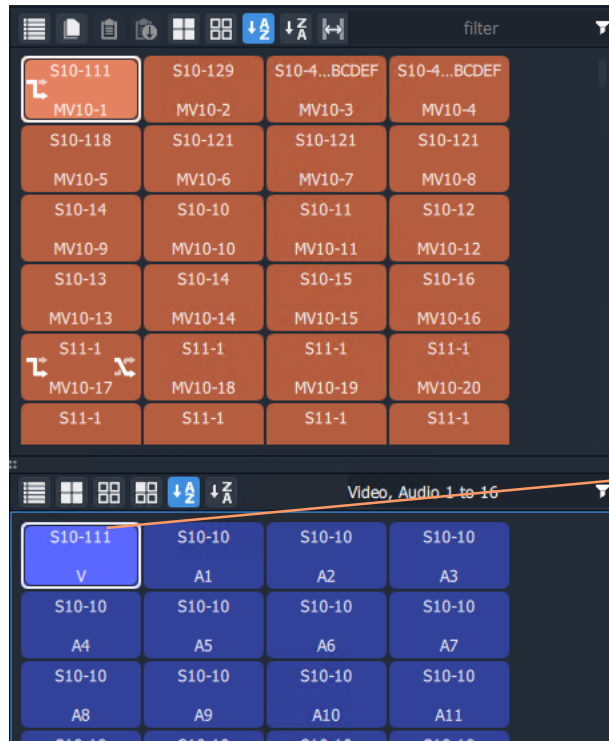 filter
S10-111 S10-129 S10-4...BCDEF S10-4...BCDEF
MV10-1 MV10-2 MV10-3 MV10-4
S10-118 S10-121 S10-121 S10-121
MV10-5 MV10-6 MV10-7 MV10-8
S10-14 S10-10 S10-11 S10-12
MV10-9 MV10-10 MV10-11 MV10-12
S10-13 S10-14 S10-15 S10-16
MV10-13 MV10-14 MV10-15 MV10-16
S11-1 S11-1 S11-1 S11-1
MV10-17 MV10-18 MV10-19 MV10-20
S11-1 S11-1 S11-1 S11-1
Video, Audio 1 to 16
S10-111 S10-10 S10-10 S10-10
V A1 A2 A3
S10-10 S10-10 S10-10 S10-10
A4 A5 A6 A7
S10-10 S10-10 S10-10 S10-10
A8 A9 A10 A11